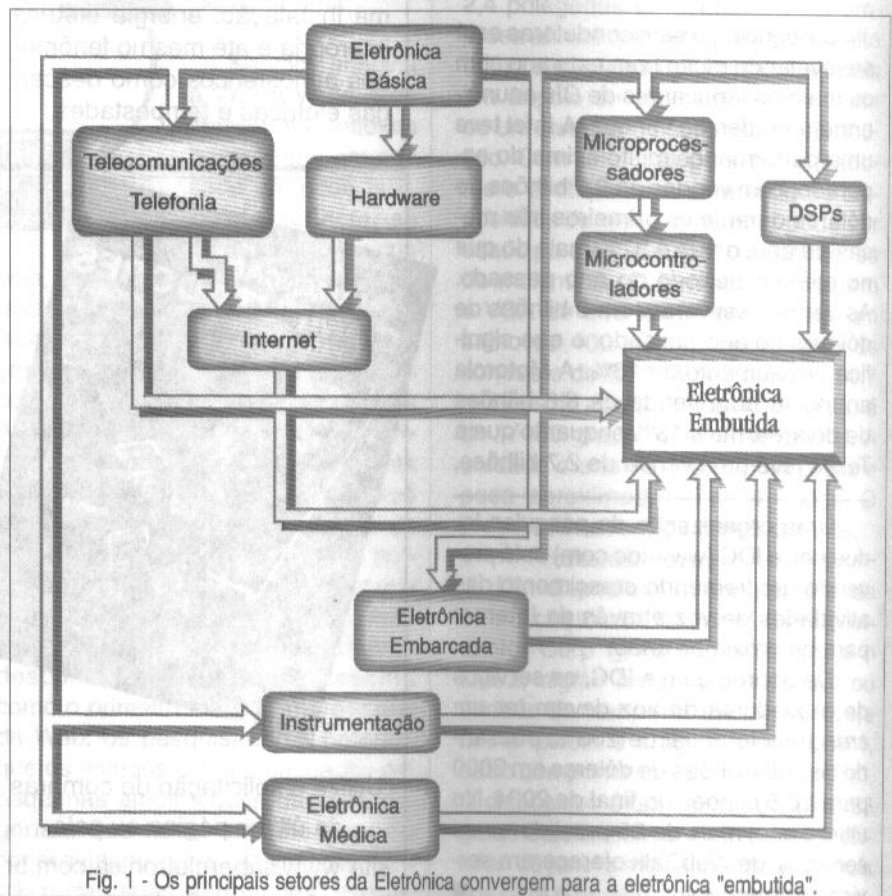 Eletrônica
Básica
Telecomunicações
Telefonia
Hardware
Microproces-
sadores
DSPs
Microcontro-
ladores
Internet
Eletrônica
Embutida
Eletrônica
Embarcada
Instrumentação
Eletrônica
Médica
Fig. 1 - Os principais setores da Eletrônica convergem para a eletrônica "embutida".